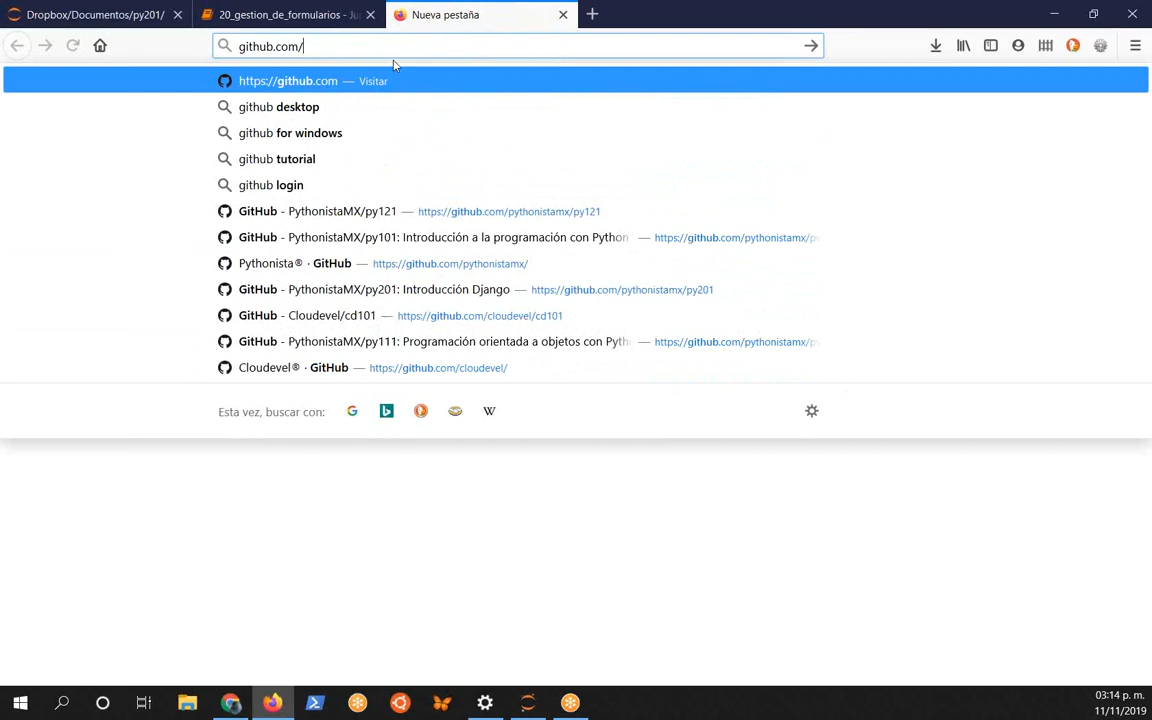 Dropbox/Documentos/py201/
20_gestion_de_formularios - Ju
Nueva pestaña
github.com/
https://github.com — Visitar
github desktop
github for windows
github tutorial
github login
GitHub - PythonistaMX/py121 — https://github.com/pythonistamx/py121
GitHub - PythonistaMX/py101: Introducción a la programación con Python — https://github.com/pythonistamx/py
Pythonista® · GitHub — https://github.com/pythonistamx/
GitHub - PythonistaMX/py201: Introducción Django — https://github.com/pythonistamx/py201
GitHub - Cloudevel/cd101 — https://github.com/cloudevel/cd101
GitHub - PythonistaMX/py111: Programación orientada a objetos con Pyth — https://github.com/pythonistamx/py
Cloudevel® · GitHub — https://github.com/cloudevel/
Esta vez, buscar con:
W
03:14 p. m.
11/11/2019